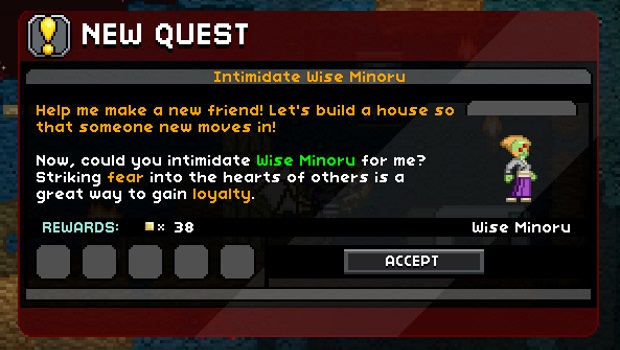 NEW QUEST
Intimidate Wise Minoru
Help me make a new friend! Let's build a house so
that someone new moves in!
Now, could you intimidate Wise Minoru for me?
Striking fear into the hearts of others is a
great way to gain loyalty.
REWARDS: x 38
Wise Minoru
ACCEPT